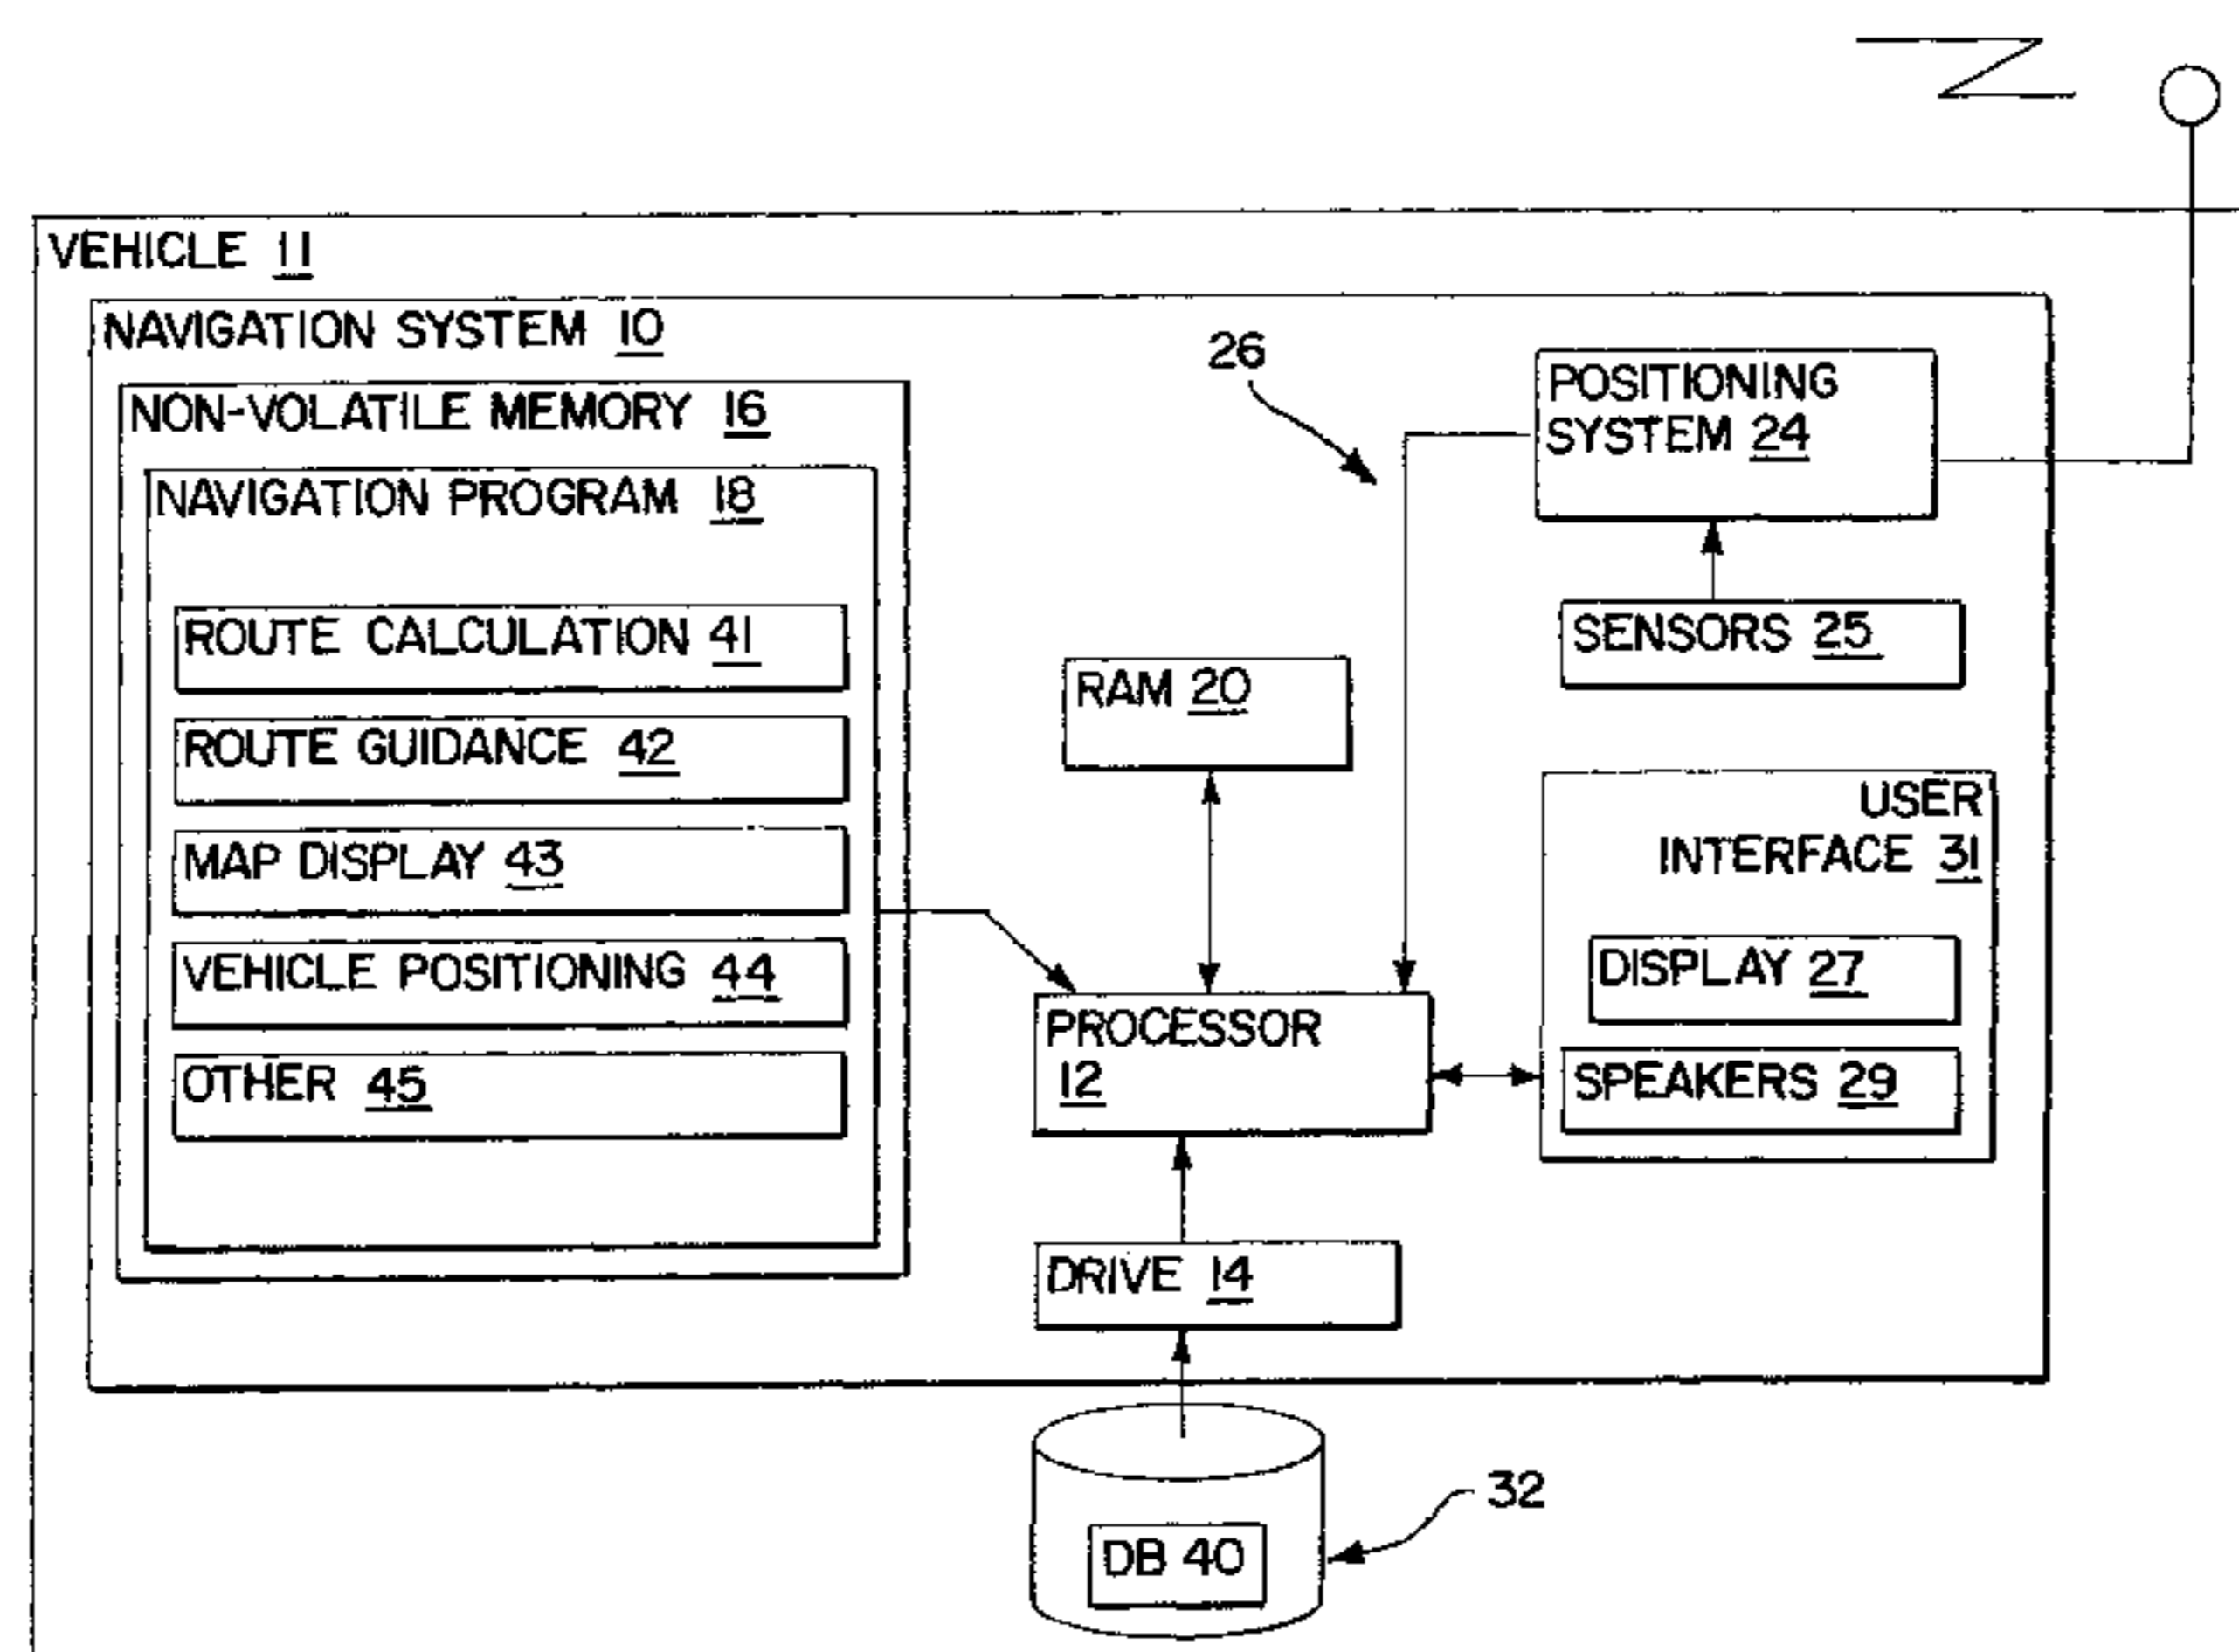 VEHICLE 11
NAVIGATION SYSTEM 10
NON-VOLATILE MEMORY 16
NAVIGATION PROGRAM 18
ROUTE CALCULATION 41
ROUTE GUIDANCE 42
MAP DISPLAY 43
VEHICLE POSITIONING 44
OTHER 45
26
POSITIONING
SYSTEM 24
SENSORS 25
RAM 20
USER
INTERFACE 31
DISPLAY 27
SPEAKERS 29
PROCESSOR
12
DRIVE 14
32
DB 40